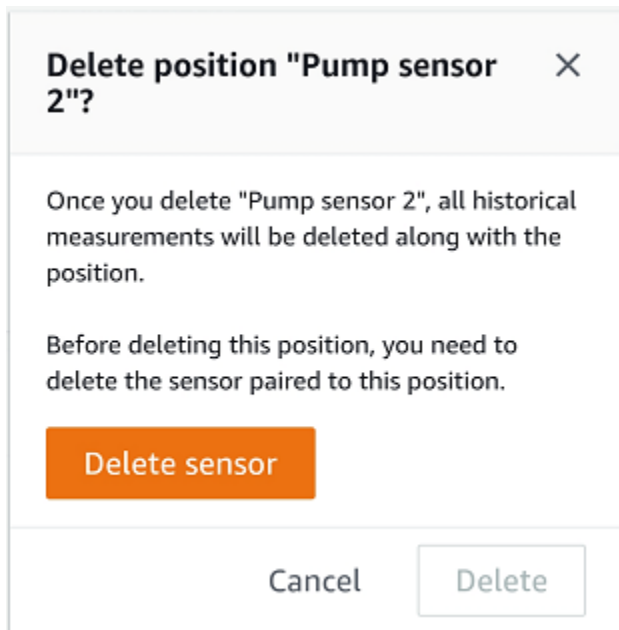 Delete position "Pump sensor
2"?
Once you delete "Pump sensor 2", all historical
measurements will be deleted along with the
position.
Before deleting this position, you need to
delete the sensor paired to this position.
Delete sensor
Cancel
Delete